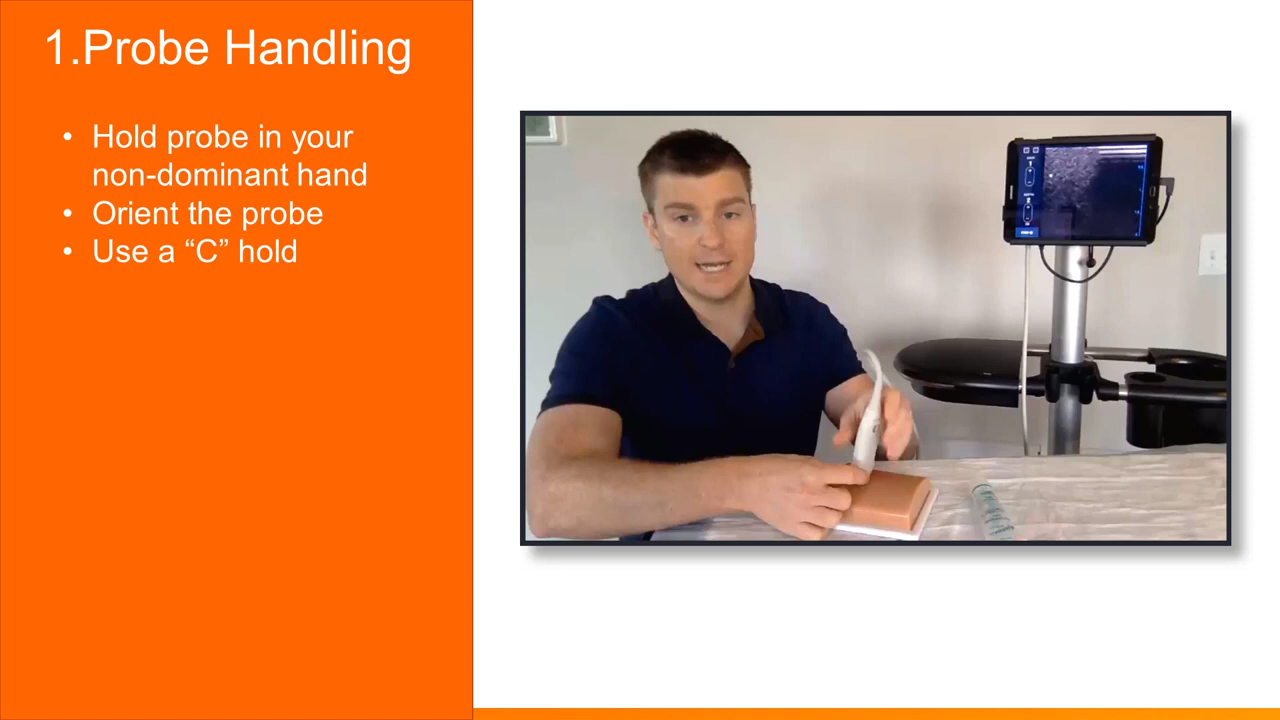 1.Probe Handling
• Hold probe in your
non-dominant hand
• Orient the probe
• Use a “C” hold